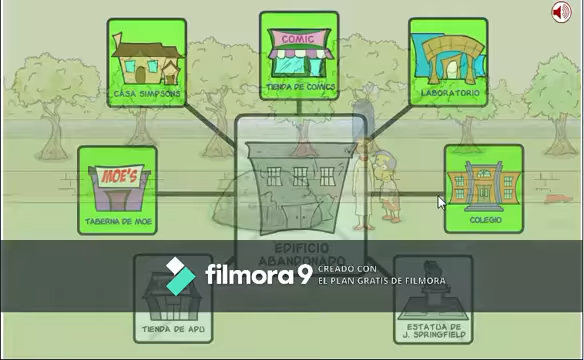 CASA SIMPSONS
COMIC
TIENDA DE COMICS
LABORATORIO
MOE'S
TABERNA DE MOE
COLEGIO
EDIFICIO
ABANDONADO
filmora9
CREADO CON
EL PLAN GRATIS DE FILMORA
TIENDA DE APU
ESTATUA DE
J. SPRINGFIELD